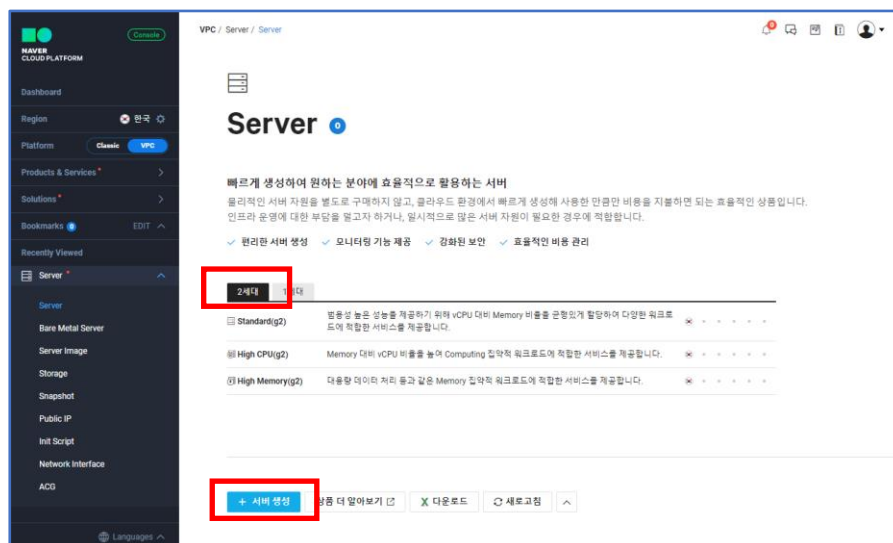 Console
NAVER
CLOUD PLATFORM
Dashboard
Region 한국
Platform Classic VPC
Products & Services
Solutions
Bookmarks 0 EDIT
Recently Viewed
Server
Server
Bare Metal Server
Server Image
Storage
Snapshot
Public IP
Init Script
Network Interface
ACG
Languages
VPC / Server / Server
Server 0
빠르게 생성하여 원하는 분야에 효율적으로 활용하는 서버
물리적인 서버 자원을 별도로 구매하지 않고, 클라우드 환경에서 빠르게 생성해 사용한 만큼만 비용을 지불하면 되는 효율적인 상품입니다.
인프라 운영에 대한 부담을 덜고자 하거나, 일시적으로 많은 서버 자원이 필요한 경우에 적합합니다.
편리한 서버 생성 모니터링 기능 제공 강화된 보안 효율적인 비용 관리
2세대
Standard(g2) 범용성 높은 성능을 제공하기 위해 vCPU 대비 Memory 비율을 균형있게 할당하여 다양한 워크로
드에 적합한 서비스를 제공합니다.
High CPU(g2) Memory 대비 vCPU 비율을 높여 Computing 집약적 워크로드에 적합한 서비스를 제공합니다.
High Memory(g2) 대용량 데이터 처리 등과 같은 Memory 집약적 워크로드에 적합한 서비스를 제공합니다.
+ 서버 생성 상품 더 알아보기 다운로드 새로고침